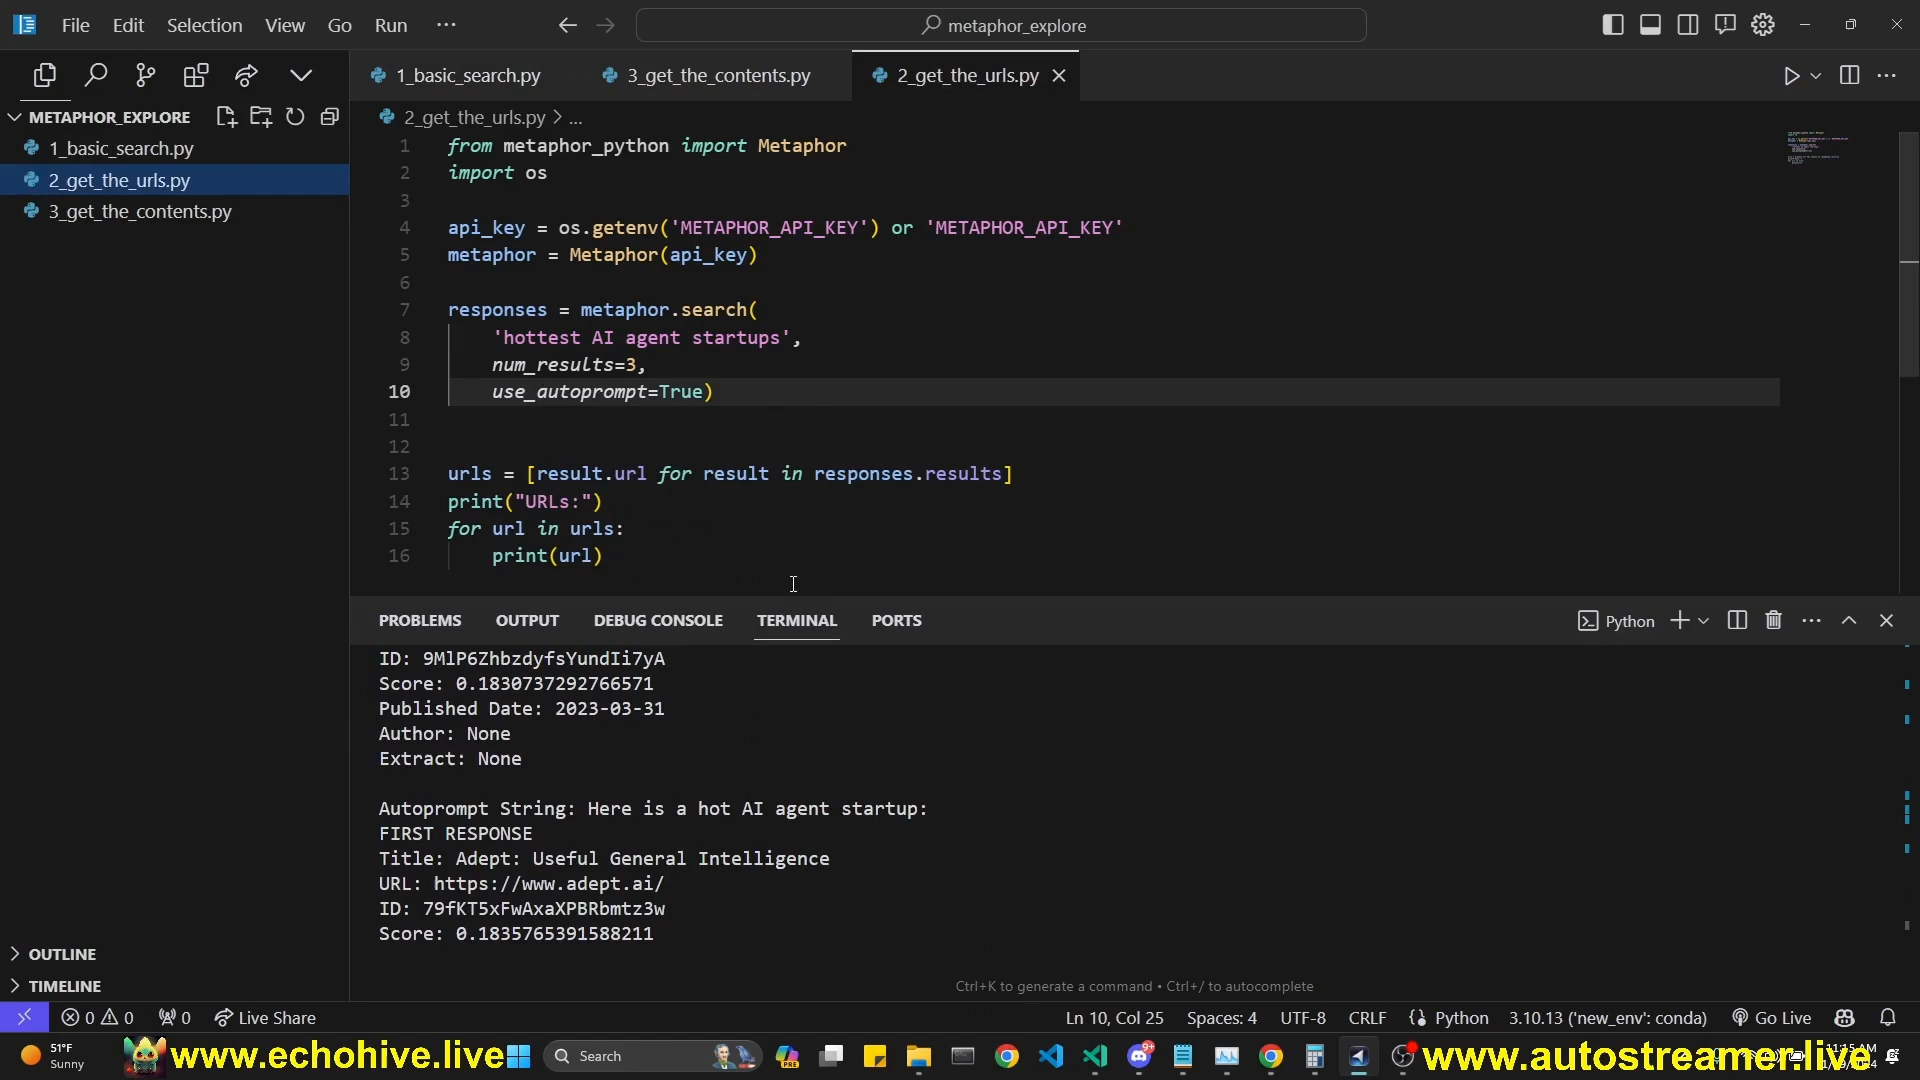 File Edit Selection View Go Run ···
metaphor_explore
1_basic_search.py 3_get_the_contents.py 2_get_the_urls.py
METAPHOR_EXPLORE
1_basic_search.py
2_get_the_urls.py
3_get_the_contents.py
OUTLINE
TIMELINE
2_get_the_urls.py > ...
1 from metaphor_python import Metaphor
2 import os
3
4 api_key = os.getenv('METAPHOR_API_KEY') or 'METAPHOR_API_KEY'
5 metaphor = Metaphor(api_key)
6
7 responses = metaphor.search(
8 'hottest AI agent startups',
9 num_results=3,
10 use_autoprompt=True)
11
12
13 urls = [result.url for result in responses.results]
14 print("URLs:")
15 for url in urls:
16 print(url)
PROBLEMS OUTPUT DEBUG CONSOLE TERMINAL PORTS
Python
ID: 9MlP6ZhbzdyfsYundIi7yA
Score: 0.1830737292766571
Published Date: 2023-03-31
Author: None
Extract: None
Autoprompt String: Here is a hot AI agent startup:
FIRST RESPONSE
Title: Adept: Useful General Intelligence
URL: https://www.adept.ai/
ID: 79fKT5xFwAxaXPBRbmtz3w
Score: 0.1835765391588211
Ctrl+K to generate a command • Ctrl+/ to autocomplete
0 0 0 Live Share
Ln 10, Col 25 Spaces: 4 UTF-8 CRLF Python 3.10.13 ('new_env': conda) Go Live
51°F
Sunny
www.echohive.live
Search
PRE
9+
www.autostreamer.live
11:15 AM